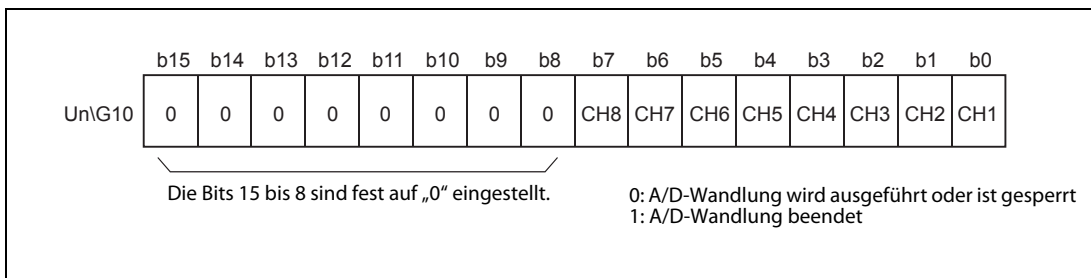 b15 b14 b13 b12 b11 b10 b9 b8 b7 b6 b5 b4 b3 b2 b1 b0
Un\G10 0 0 0 0 0 0 0 0 CH8 CH7 CH6 CH5 CH4 CH3 CH2 CH1
Die Bits 15 bis 8 sind fest auf „0“ eingestellt.
0: A/D-Wandlung wird ausgeführt oder ist gesperrt
1: A/D-Wandlung beendet